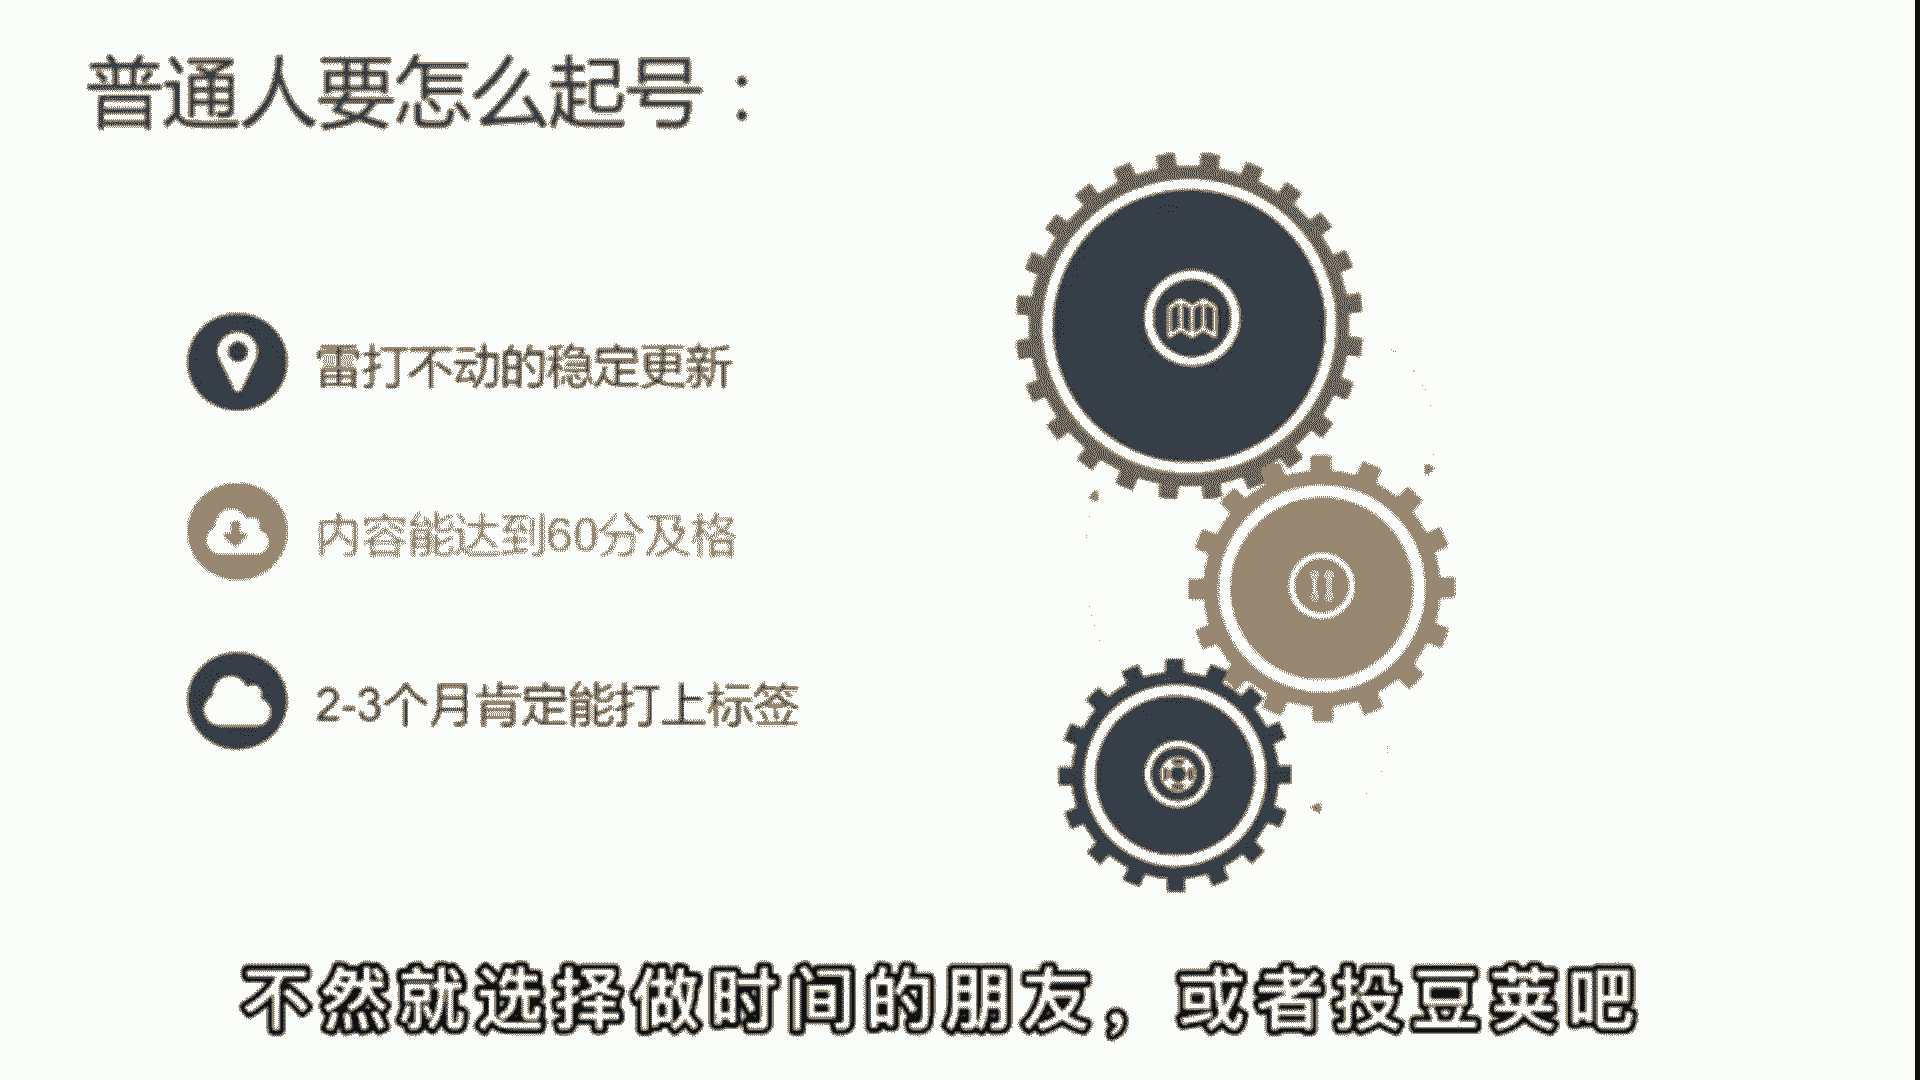 普通人要怎么起号：
雷打不动的稳定更新
内容能达到60分及格
2-3个月肯定能打上标签
不然就选择做时间的朋友，或者投豆荚吧